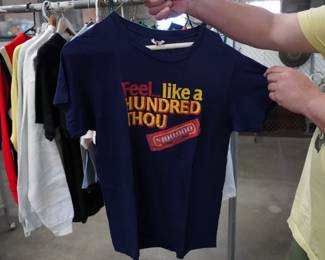 Feel...like a
HUNDRED
THOU
$100,000